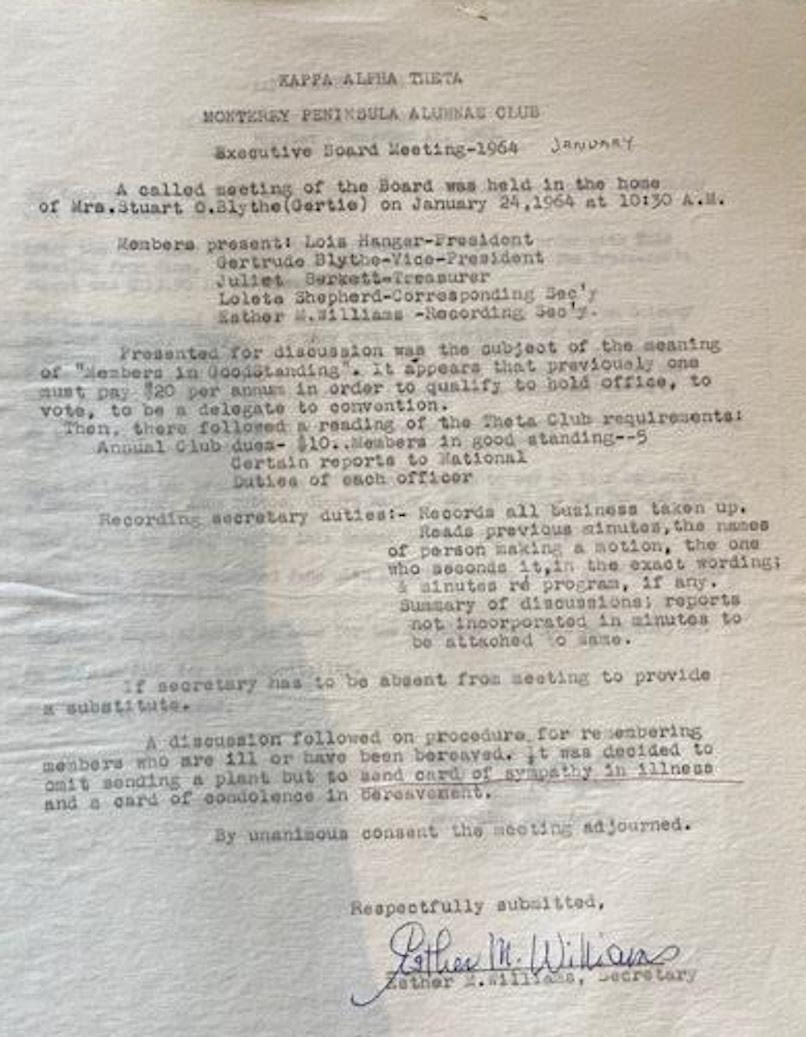 KAPPA ALPHA THETA
MONTEREY PENINSULA ALUMNAE CLUB
Executive Board Meeting-1964 JANUARY
A called meeting of the Board was held in the home
of Mrs.Stuart O.Blythe(Gertie) on January 24,1964 at 10:30 A.M.
Members present: Lois Hanger-President
Gertrude Blythe-Vice-President
Juliet Berkett-Treasurer
Loleta Shepherd-Corresponding Sec'y
Esther M.Williams -Recording Sec'y.
Presented for discussion was the subject of the meaning
of "Members in Goodstanding". It appears that previously one
must pay $20 per annum in order to qualify to hold office, to
vote, to be a delegate to convention.
Then, there followed a reading of the Theta Club requirements:
Annual Club dues- $10..Members in good standing--5
Certain reports to National
Duties of each officer
Recording secretary duties:- Records all business taken up.
Reads previous minutes,the names
of person making a motion, the one
who seconds it,in the exact wording;
& minutes re program, if any.
Summary of discussions; reports
not incorporated in minutes to
be attached to same.
If secretary has to be absent from meeting to provide
a substitute.
A discussion followed on procedure for remembering
members who are ill or have been bereaved. It was decided to
omit sending a plant but to send card of sympathy in illness
and a card of condolence in bereavement.
By unanimous consent the meeting adjourned.
Respectfully submitted,
Esther M. Williams
Esther M.Williams, Secretary